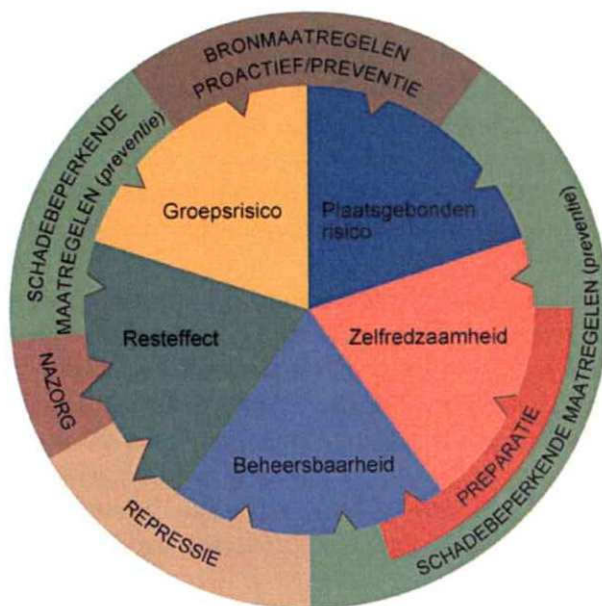 BRONMAATREGELEN
PROACTIEF/PREVENTIE
SCHADEBEPERKENDE
MAATREGELEN (preventie)
Groepsrisico
Plaatsgebonden
risico
SCHADEBEPERKENDE MAATREGELEN (preventie)
Resteffect
Zelfredzaamheid
NAZORG
Beheersbaarheid
PREPARATIE
REPRESSIE